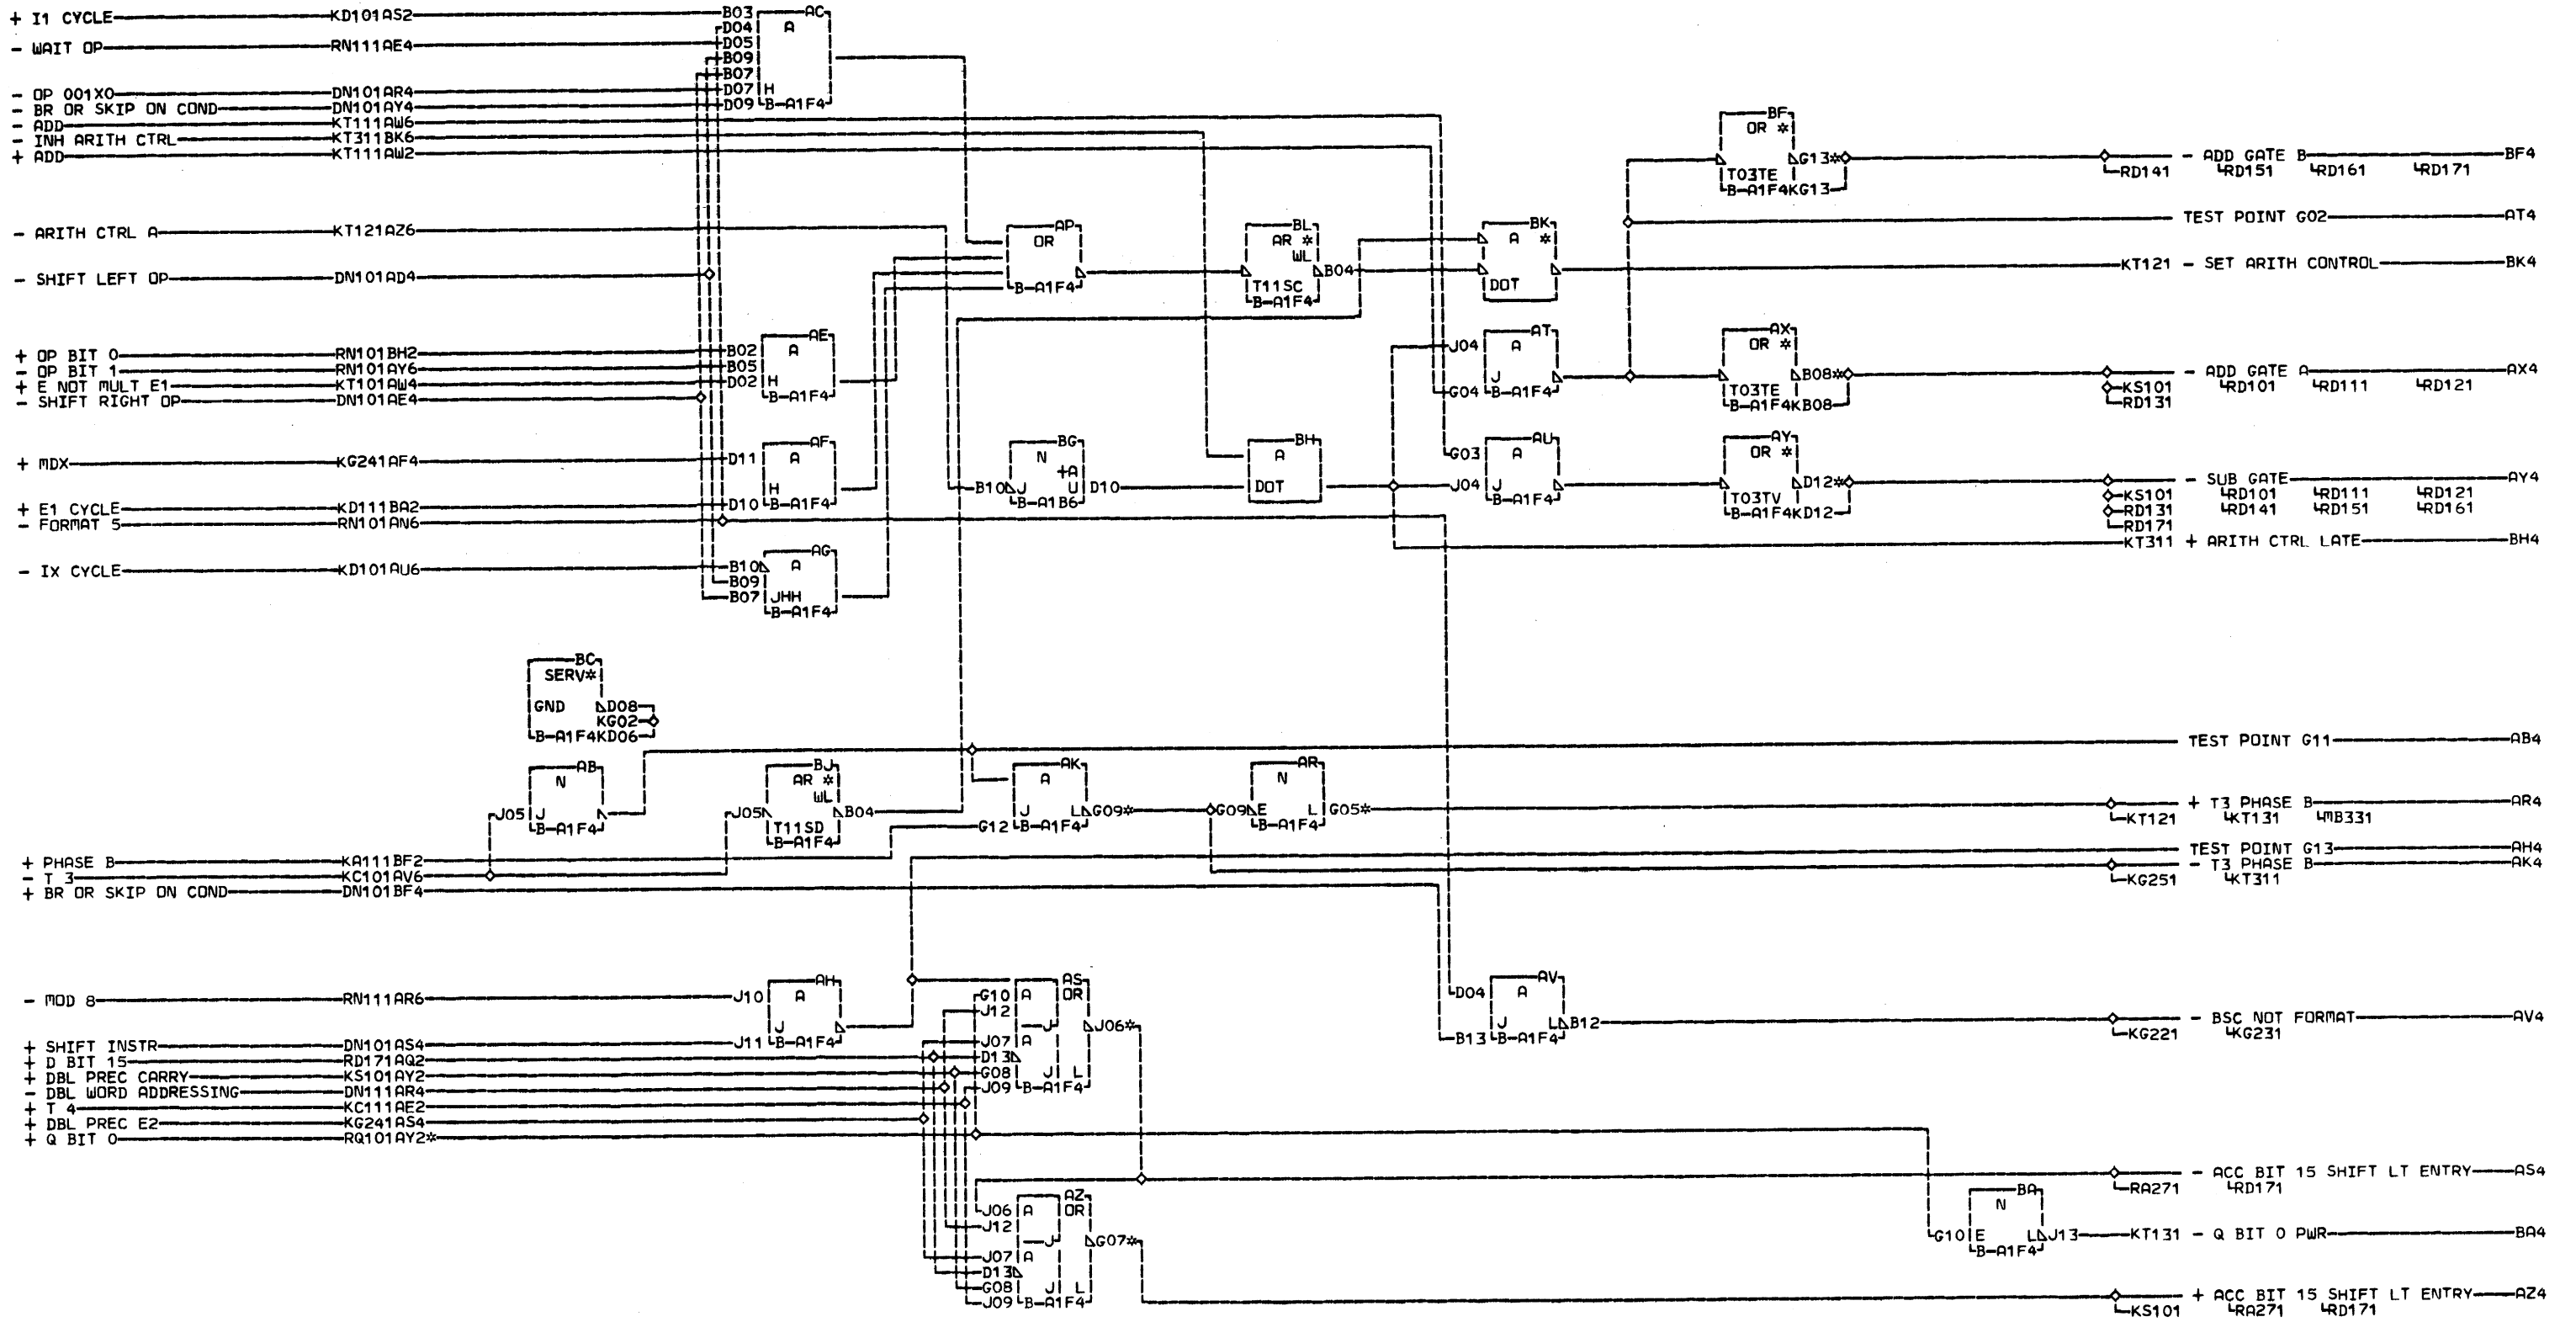 + I1 CYCLE KD101AS2 B03 AC
D04 A
- WAIT OP RN111AE4 D05
B09
B07
- OP 001X0 DN101AR4 D07 H
- BR OR SKIP ON COND DN101AY4 D09 B-A1F4
- ADD KT111AW6
- INH ARITH CTRL KT311BK6
+ ADD KT111AW2
BF
OR *
G13* - ADD GATE B BF4
T03TE RD141 RD151 RD161 RD171
B-A1F4KG13
TEST POINT G02 AT4
- ARITH CTRL A KT121AZ6
AP BL BK
OR AR * A *
WL
B04 KT121 - SET ARITH CONTROL BK4
- SHIFT LEFT OP DN101AD4
T11SC DOT
B-A1F4 B-A1F4
AE AT AX
A A OR *
+ OP BIT 0 RN101BH2 B02 J04
- OP BIT 1 RN101AY6 B05
+ E NOT MULT E1 KT101AW4 D02 H J B08* - ADD GATE A AX4
- SHIFT RIGHT OP DN101AE4 B-A1F4 G04 B-A1F4 T03TE KS101 RD101 RD111 RD121
B-A1F4KB08 RD131
AF BG BH AU AY
+ MDX KG241AF4 D11 A N A G03 A OR *
+A
H B10 J U D10 DOT J04 J D12* - SUB GATE AY4
+ E1 CYCLE KD111BA2 D10 B-A1F4 B-A1B6 B-A1F4 T03TV KS101 RD101 RD111 RD121
- FORMAT 5 RN101AN6 B-A1F4KD12 RD131 RD141 RD151 RD161
RD171
KT311 + ARITH CTRL LATE BH4
AG
- IX CYCLE KD101AU6 B10 A
B09
B07 JHH
B-A1F4
BC
SERV*
GND D08
KG02
B-A1F4KD06
TEST POINT G11 AB4
AB BJ AK AR
N AR * A N
WL
J05 J J05 B04 J L G09* G09 E L G05* + T3 PHASE B AR4
B-A1F4 T11SD G12 B-A1F4 B-A1F4 KT121 KT131 MB331
B-A1F4
+ PHASE B KA111BF2 TEST POINT G13 AH4
- T 3 KC101AV6 - T3 PHASE B AK4
+ BR OR SKIP ON COND DN101BF4 KG251 KT311
AH AS AV
- MOD 8 RN111AR6 J10 A G10 A OR D04 A
J12
J J J06* J L B12 - BSC NOT FORMAT AV4
+ SHIFT INSTR DN101AS4 J11 B-A1F4 J07 A B13 B-A1F4 KG221 KG231
+ D BIT 15 RD171AQ2 D13
+ DBL PREC CARRY KS101AY2 G08 J L
- DBL WORD ADDRESSING DN111AR4 J09 B-A1F4
+ T 4 KC111AE2
+ DBL PREC E2 KG241AS4
+ Q BIT 0 RQ101AY2*
- ACC BIT 15 SHIFT LT ENTRY AS4
RA271 RD171
AZ BA
J06 A OR N
J12
J G07* G10 E L J13 KT131 - Q BIT 0 PWR BA4
J07 A B-A1F4
D13
G08 J L
J09 B-A1F4
+ ACC BIT 15 SHIFT LT ENTRY AZ4
KS101 RA271 RD171